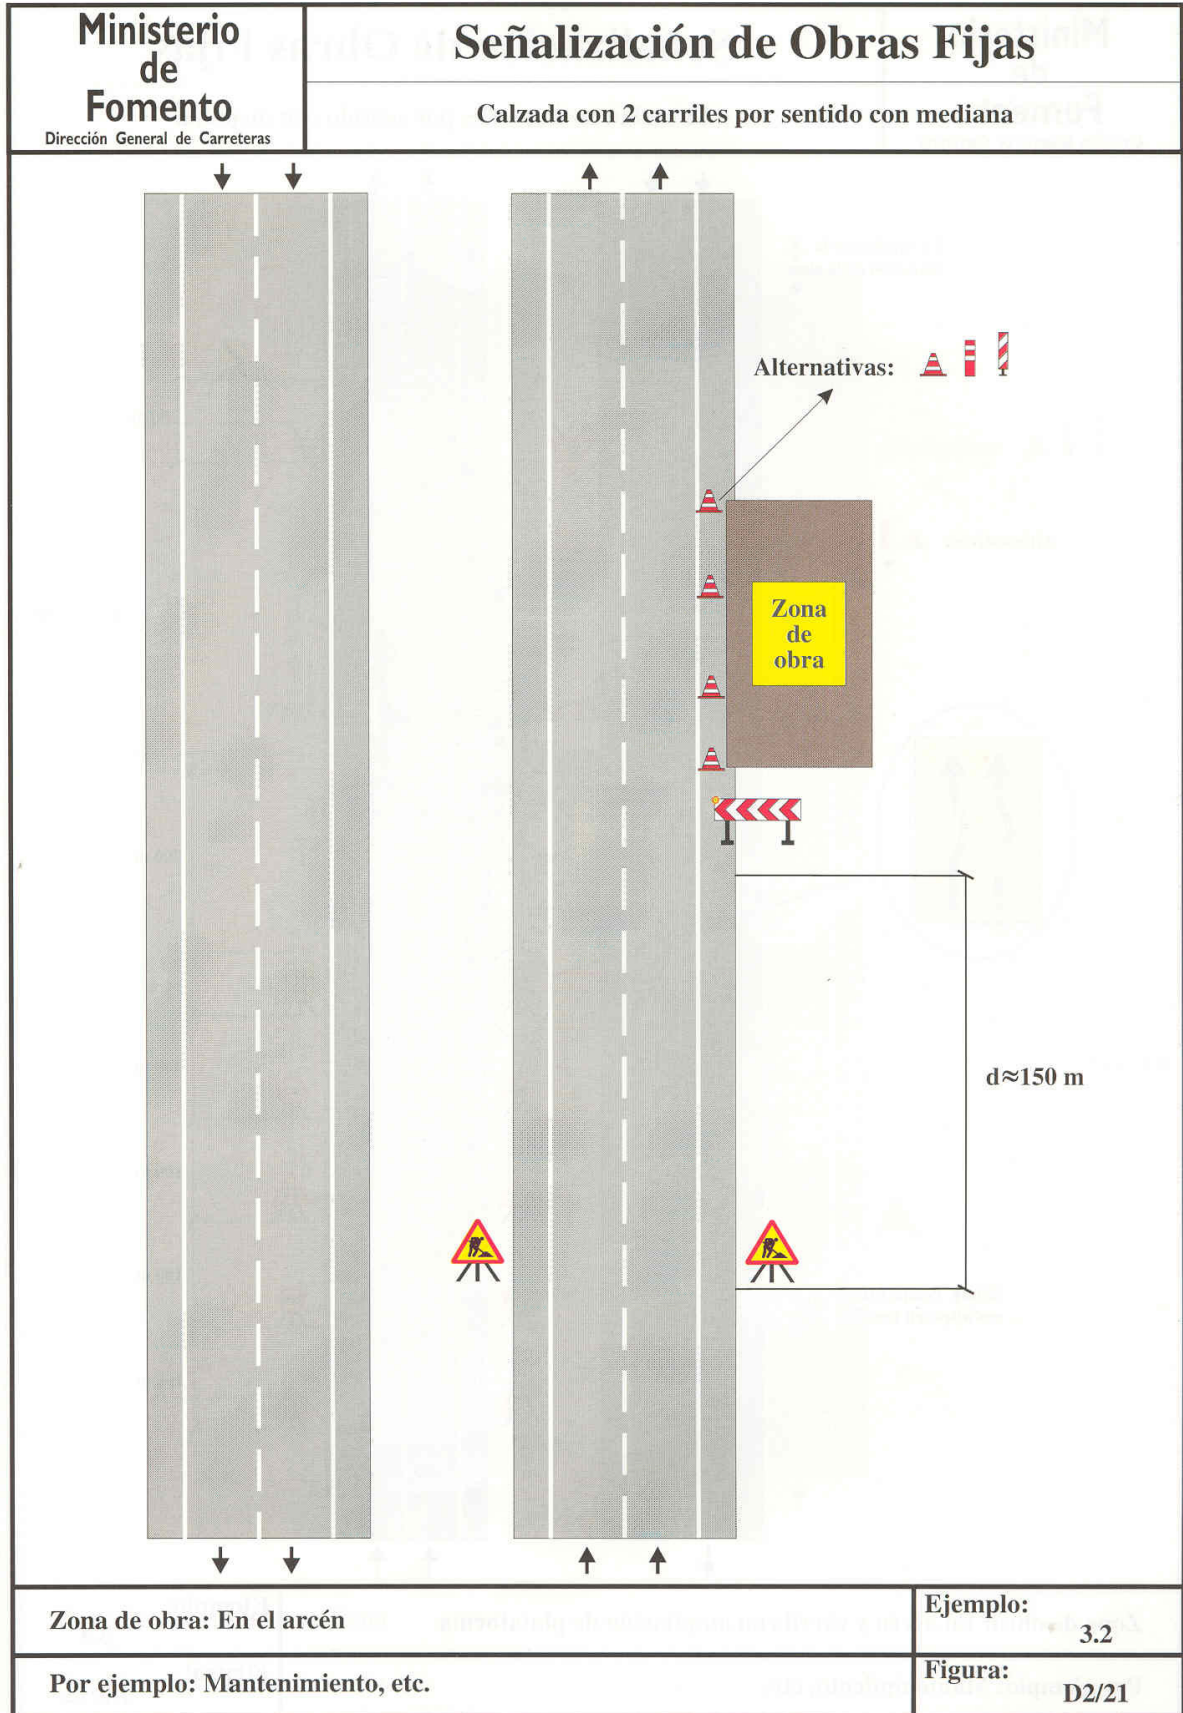 Ministerio
de
Fomento
Dirección General de Carreteras
Señalización de Obras Fijas
Calzada con 2 carriles por sentido con mediana
Alternativas:
Zona
de
obra
d≈150 m
Zona de obra: En el arcén
Ejemplo:
3.2
Por ejemplo: Mantenimiento, etc.
Figura:
D2/21